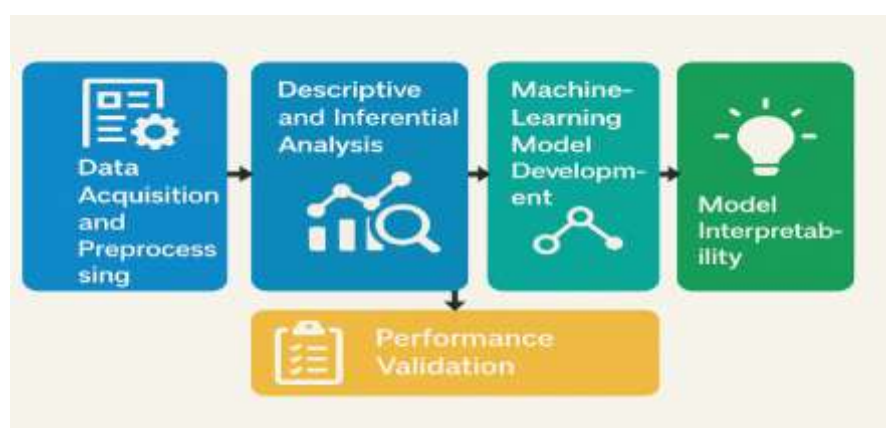 Data
Acquisition
and
Preprocess
sing
Descriptive
and Inferential
Analysis
Machine-
Learning
Model
Developm-
ent
Model
Interpretab-
ility
Performance
Validation